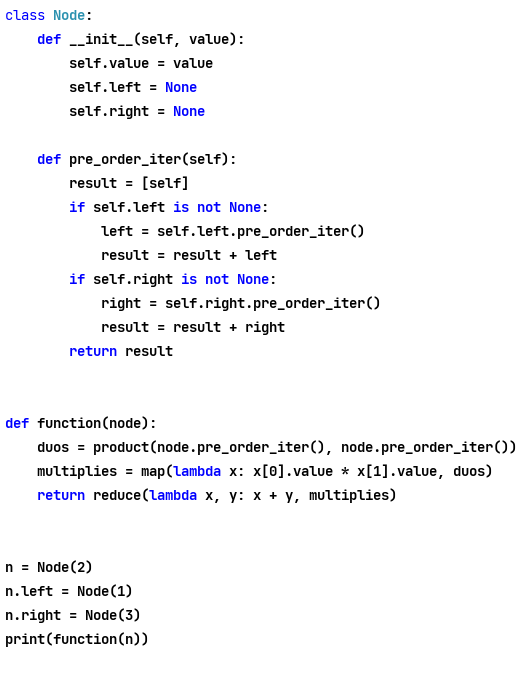 class Node:
    def __init__(self, value):
        self.value = value
        self.left = None
        self.right = None

    def pre_order_iter(self):
        result = [self]
        if self.left is not None:
            left = self.left.pre_order_iter()
            result = result + left
        if self.right is not None:
            right = self.right.pre_order_iter()
            result = result + right
        return result


def function(node):
    duos = product(node.pre_order_iter(), node.pre_order_iter())
    multiplies = map(lambda x: x[0].value * x[1].value, duos)
    return reduce(lambda x, y: x + y, multiplies)


n = Node(2)
n.left = Node(1)
n.right = Node(3)
print(function(n))